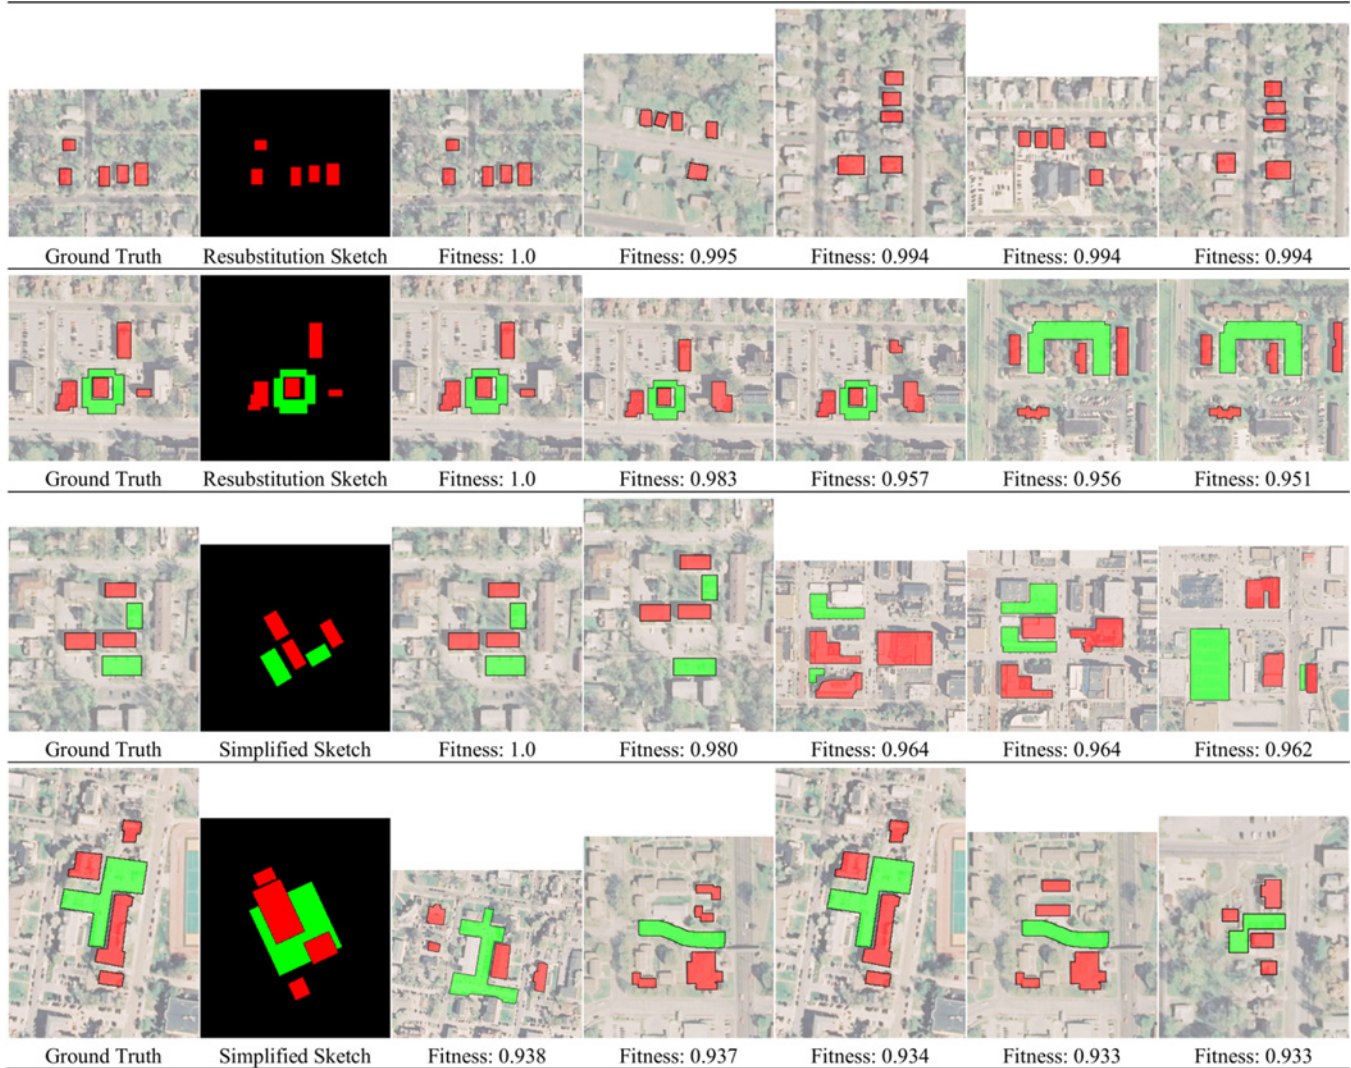 Ground Truth Resubstitution Sketch Fitness: 1.0 Fitness: 0.995 Fitness: 0.994 Fitness: 0.994 Fitness: 0.994
Ground Truth Resubstitution Sketch Fitness: 1.0 Fitness: 0.983 Fitness: 0.957 Fitness: 0.956 Fitness: 0.951
Ground Truth Simplified Sketch Fitness: 1.0 Fitness: 0.980 Fitness: 0.964 Fitness: 0.964 Fitness: 0.962
Ground Truth Simplified Sketch Fitness: 0.938 Fitness: 0.937 Fitness: 0.934 Fitness: 0.933 Fitness: 0.933